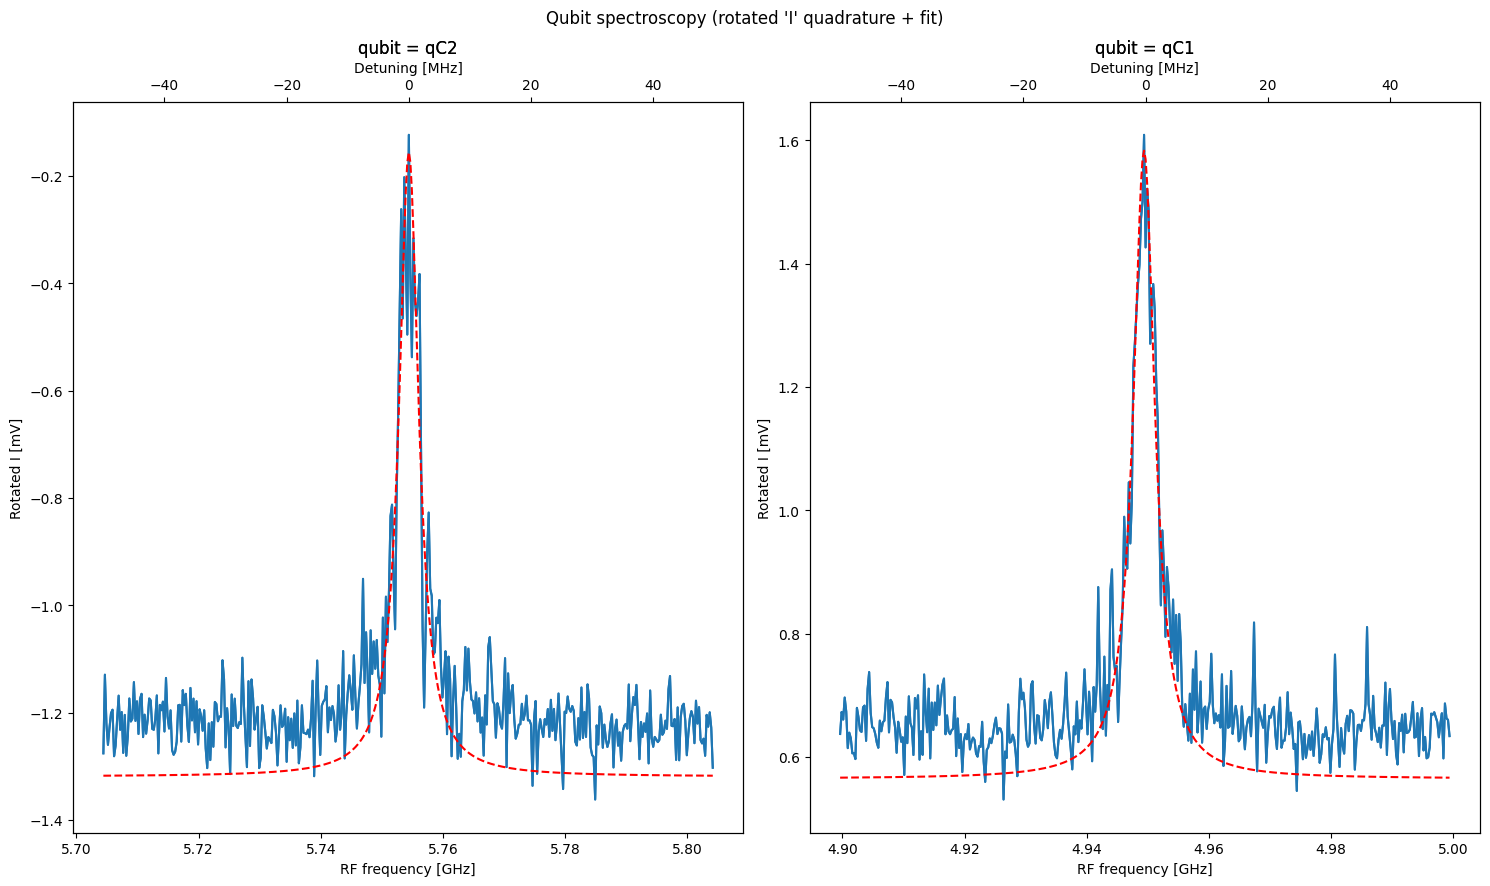 Qubit spectroscopy (rotated 'I' quadrature + fit)
qubit = qC2
Detuning [MHz]
−40 −20 0 20 40
−0.2
−0.4
−0.6
−0.8
−1.0
−1.2
−1.4
Rotated I [mV]
5.70 5.72 5.74 5.76 5.78 5.80
RF frequency [GHz]
qubit = qC1
Detuning [MHz]
−40 −20 0 20 40
1.6
1.4
1.2
1.0
0.8
0.6
Rotated I [mV]
4.90 4.92 4.94 4.96 4.98 5.00
RF frequency [GHz]